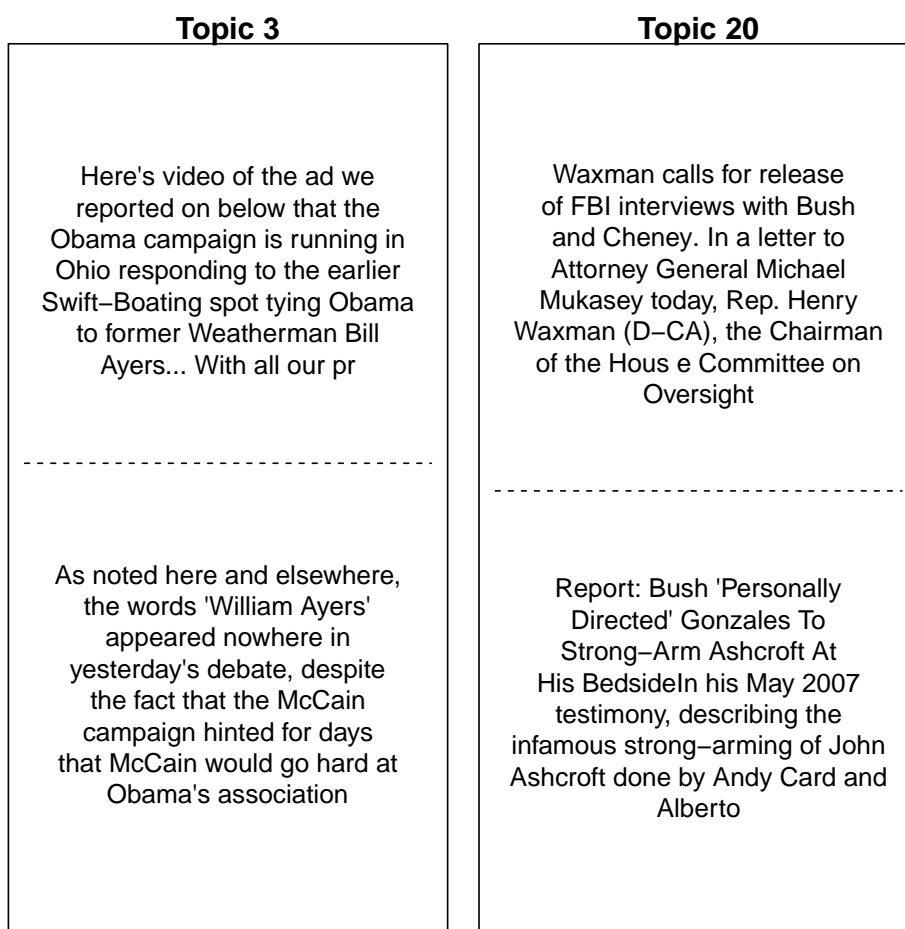 Topic 3
Here's video of the ad we
reported on below that the
Obama campaign is running in
Ohio responding to the earlier
Swift−Boating spot tying Obama
to former Weatherman Bill
Ayers... With all our pr
As noted here and elsewhere,
the words 'William Ayers'
appeared nowhere in
yesterday's debate, despite
the fact that the McCain
campaign hinted for days
that McCain would go hard at
Obama's association
Topic 20
Waxman calls for release
of FBI interviews with Bush
and Cheney. In a letter to
Attorney General Michael
Mukasey today, Rep. Henry
Waxman (D−CA), the Chairman
of the Hous e Committee on
Oversight
Report: Bush 'Personally
Directed' Gonzales To
Strong−Arm Ashcroft At
His BedsideIn his May 2007
testimony, describing the
infamous strong−arming of John
Ashcroft done by Andy Card and
Alberto